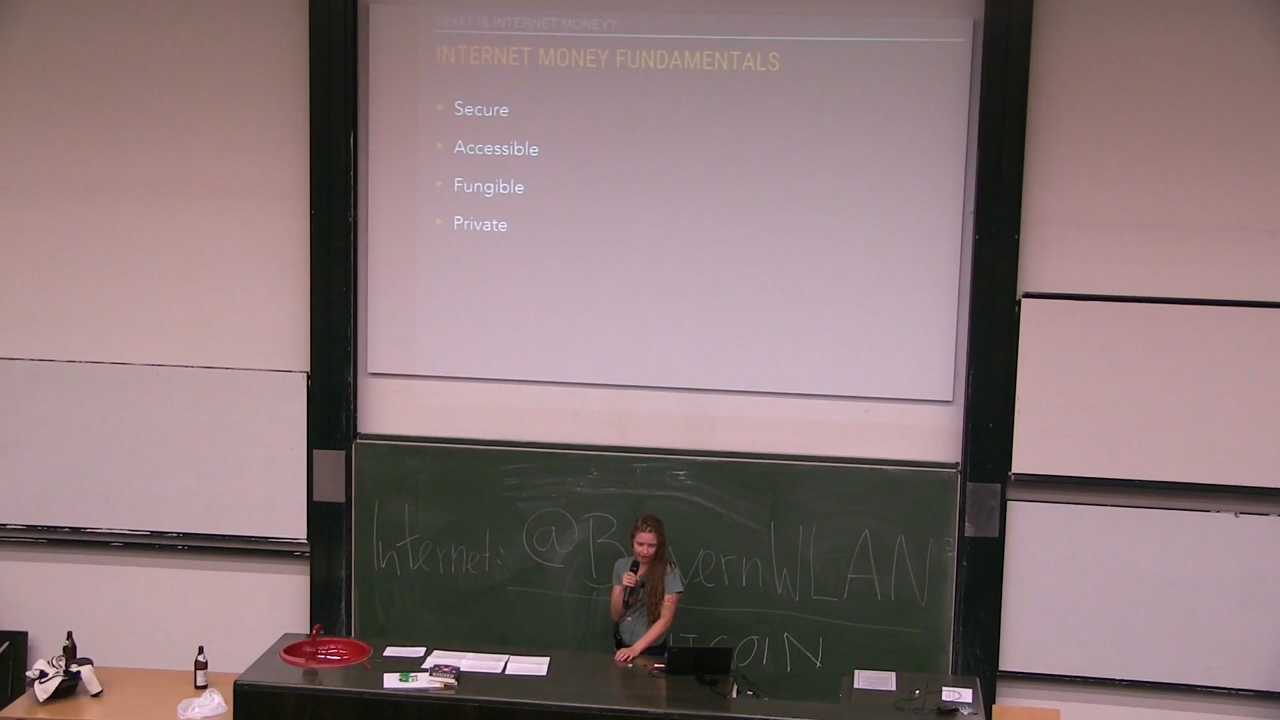 WHAT IS INTERNET MONEY?
INTERNET MONEY FUNDAMENTALS
Secure
Accessible
Fungible
Private
Internet: